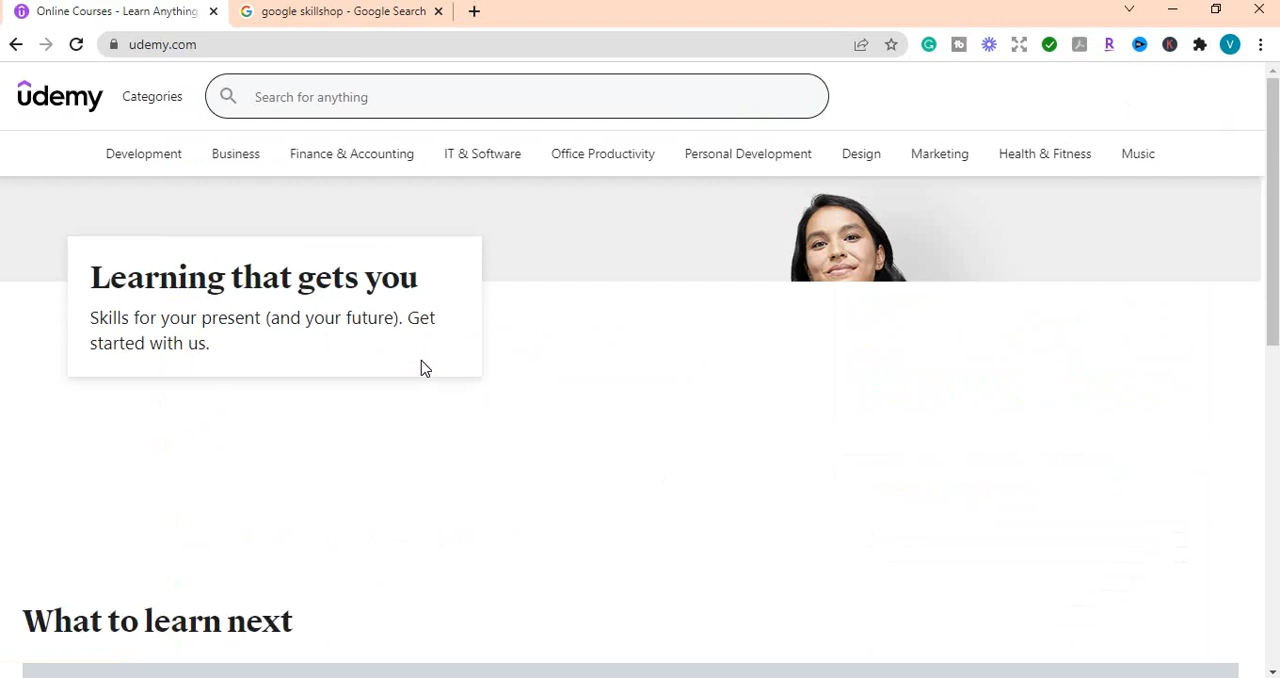 Online Courses - Learn Anything
google skillshop - Google Search
udemy.com
R
K
V
udemy
Categories
Search for anything
Development
Business
Finance & Accounting
IT & Software
Office Productivity
Personal Development
Design
Marketing
Health & Fitness
Music
Learning that gets you
Skills for your present (and your future). Get
started with us.
What to learn next